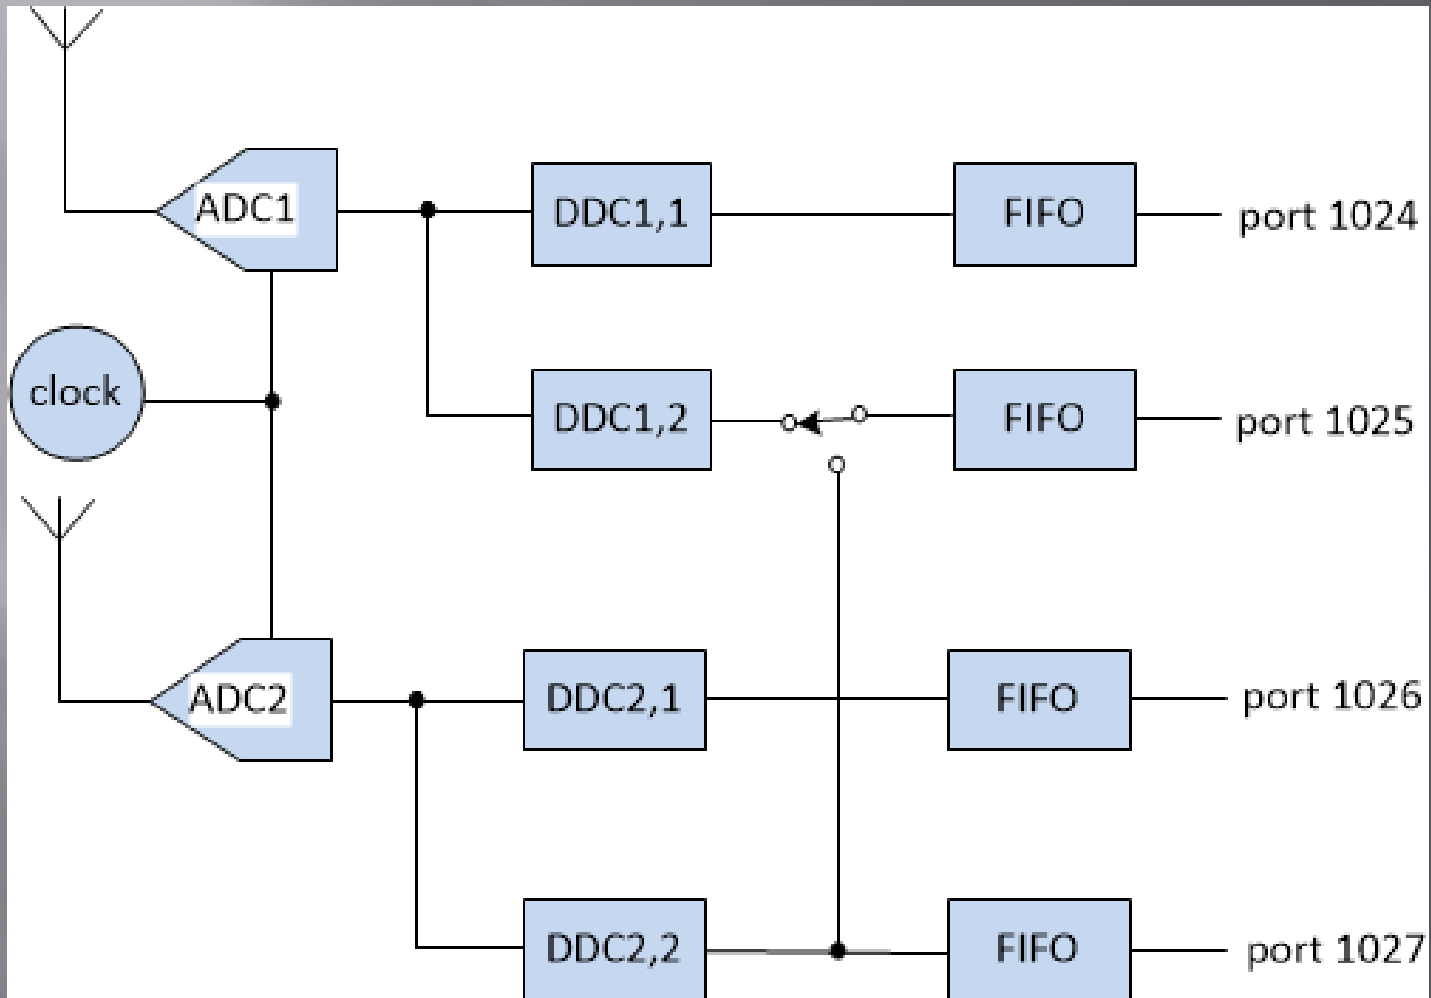 ADC1
DDC1,1
FIFO
port 1024
clock
DDC1,2
FIFO
port 1025
ADC2
DDC2,1
FIFO
port 1026
DDC2,2
FIFO
port 1027